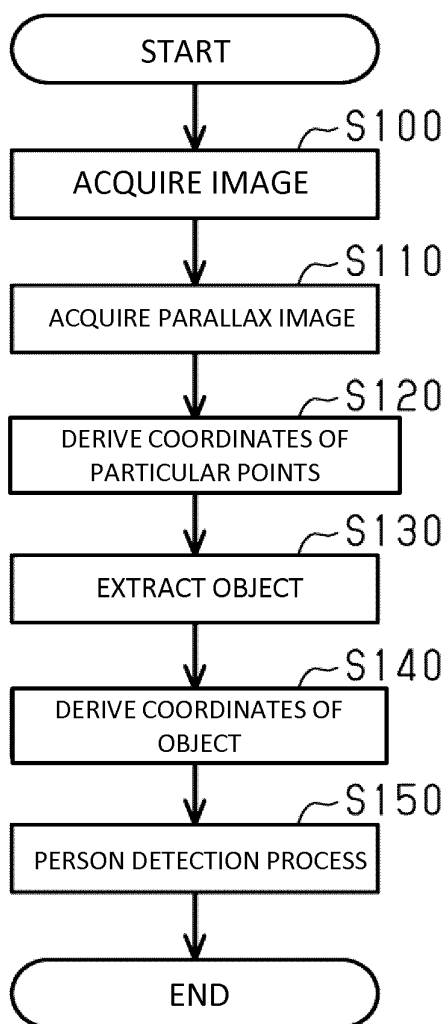 START
S100
ACQUIRE IMAGE
S110
ACQUIRE PARALLAX IMAGE
S120
DERIVE COORDINATES OF
PARTICULAR POINTS
S130
EXTRACT OBJECT
S140
DERIVE COORDINATES OF
OBJECT
S150
PERSON DETECTION PROCESS
END